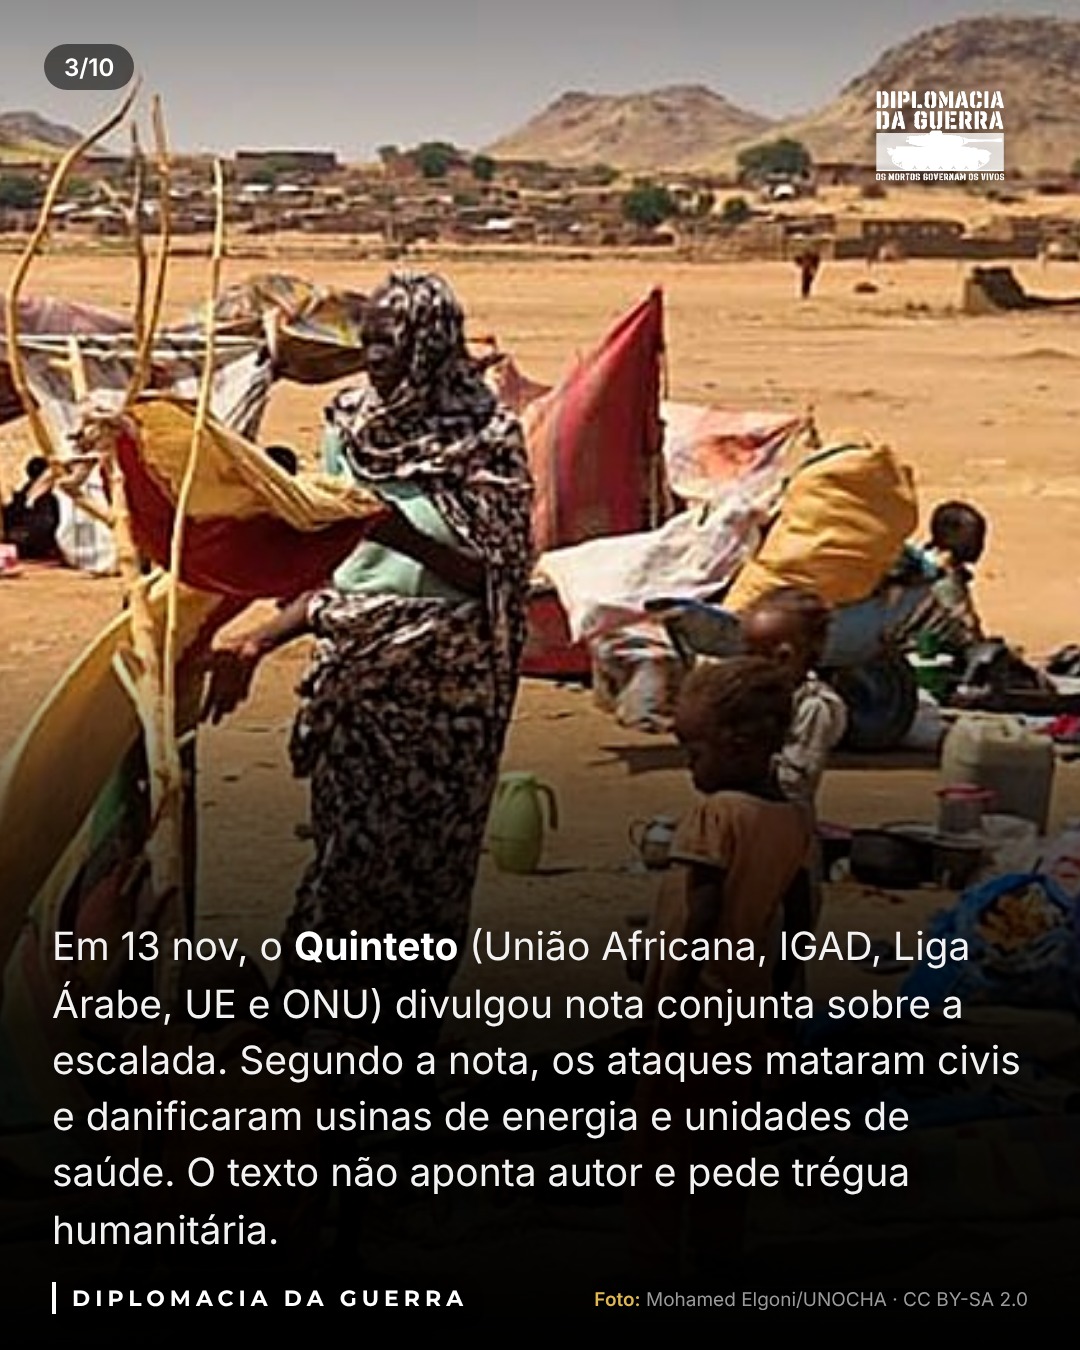 3/10
DIPLOMACIA
DA GUERRA
OS MORTOS GOVERNAM OS VIVOS
Em 13 nov, o Quinteto (União Africana, IGAD, Liga
Árabe, UE e ONU) divulgou nota conjunta sobre a
escalada. Segundo a nota, os ataques mataram civis
e danificaram usinas de energia e unidades de
saúde. O texto não aponta autor e pede trégua
humanitária.
DIPLOMACIA DA GUERRA
Foto: Mohamed Elgoni/UNOCHA · CC BY-SA 2.0